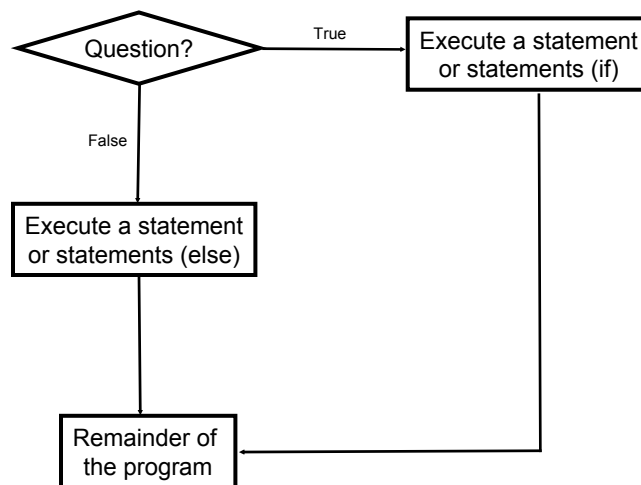 Question?
True
Execute a statement
or statements (if)
False
Execute a statement
or statements (else)
Remainder of
the program